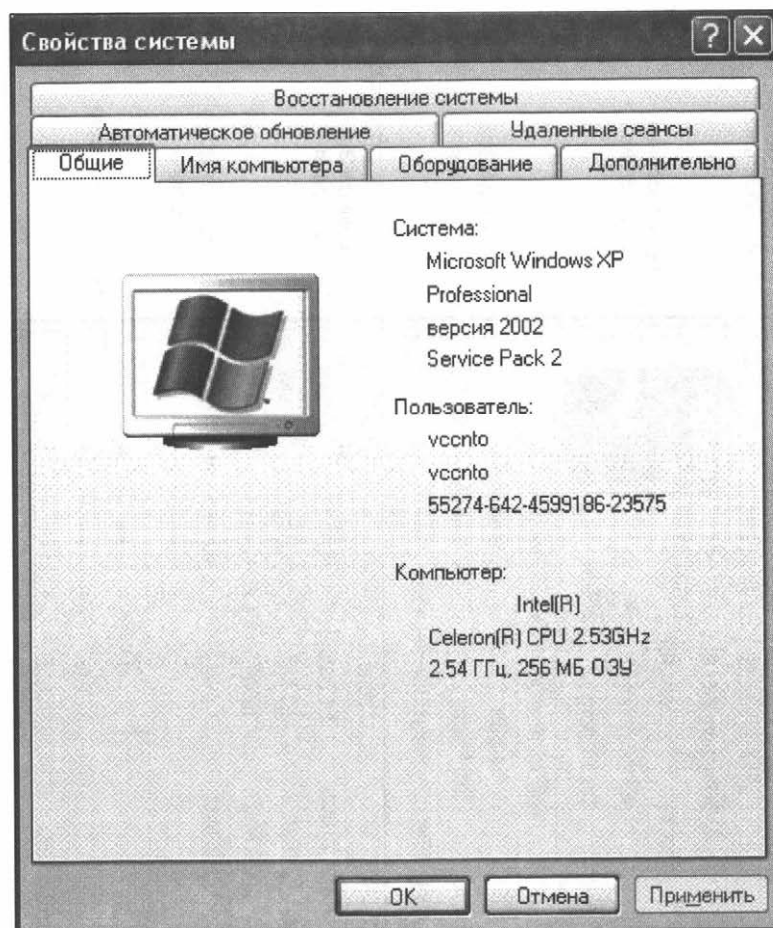 Свойства системы
Восстановление системы
Автоматическое обновление
Удаленные сеансы
Общие
Имя компьютера
Оборудование
Дополнительно
Система:
Microsoft Windows XP
Professional
версия 2002
Service Pack 2
Пользователь:
vccnto
vccnto
55274-642-4599186-23575
Компьютер:
Intel(R)
Celeron(R) CPU 2.53GHz
2.54 ГГц, 256 МБ ОЗУ
OK
Отмена
Применить